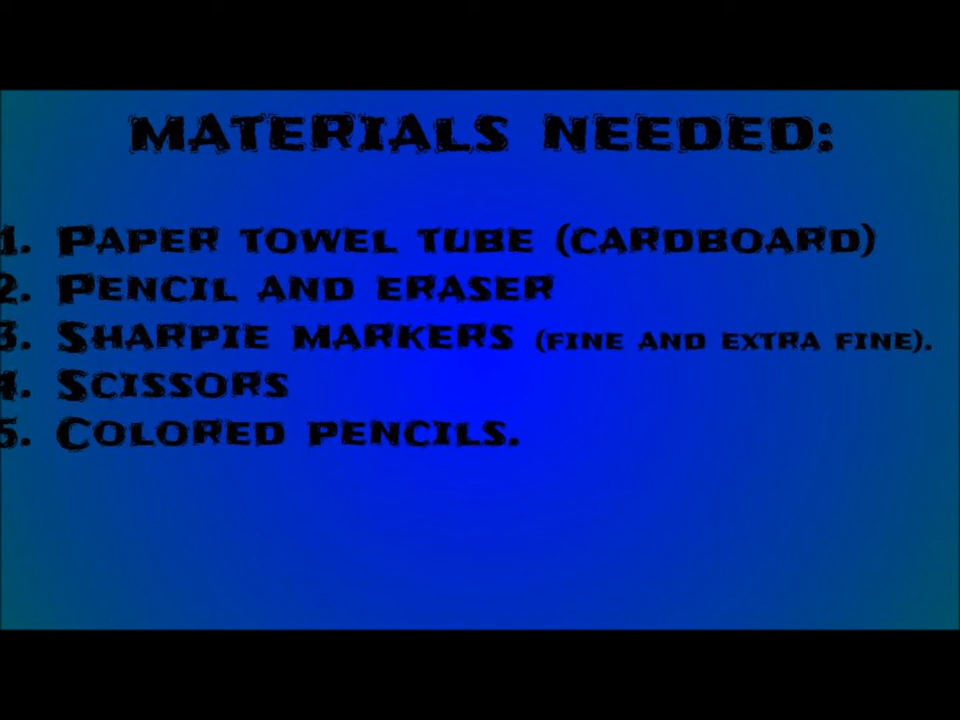 MATERIALS NEEDED:
1. PAPER TOWEL TUBE (CARDBOARD)
2. PENCIL AND ERASER
3. SHARPIE MARKERS (FINE AND EXTRA FINE).
4. SCISSORS
5. COLORED PENCILS.